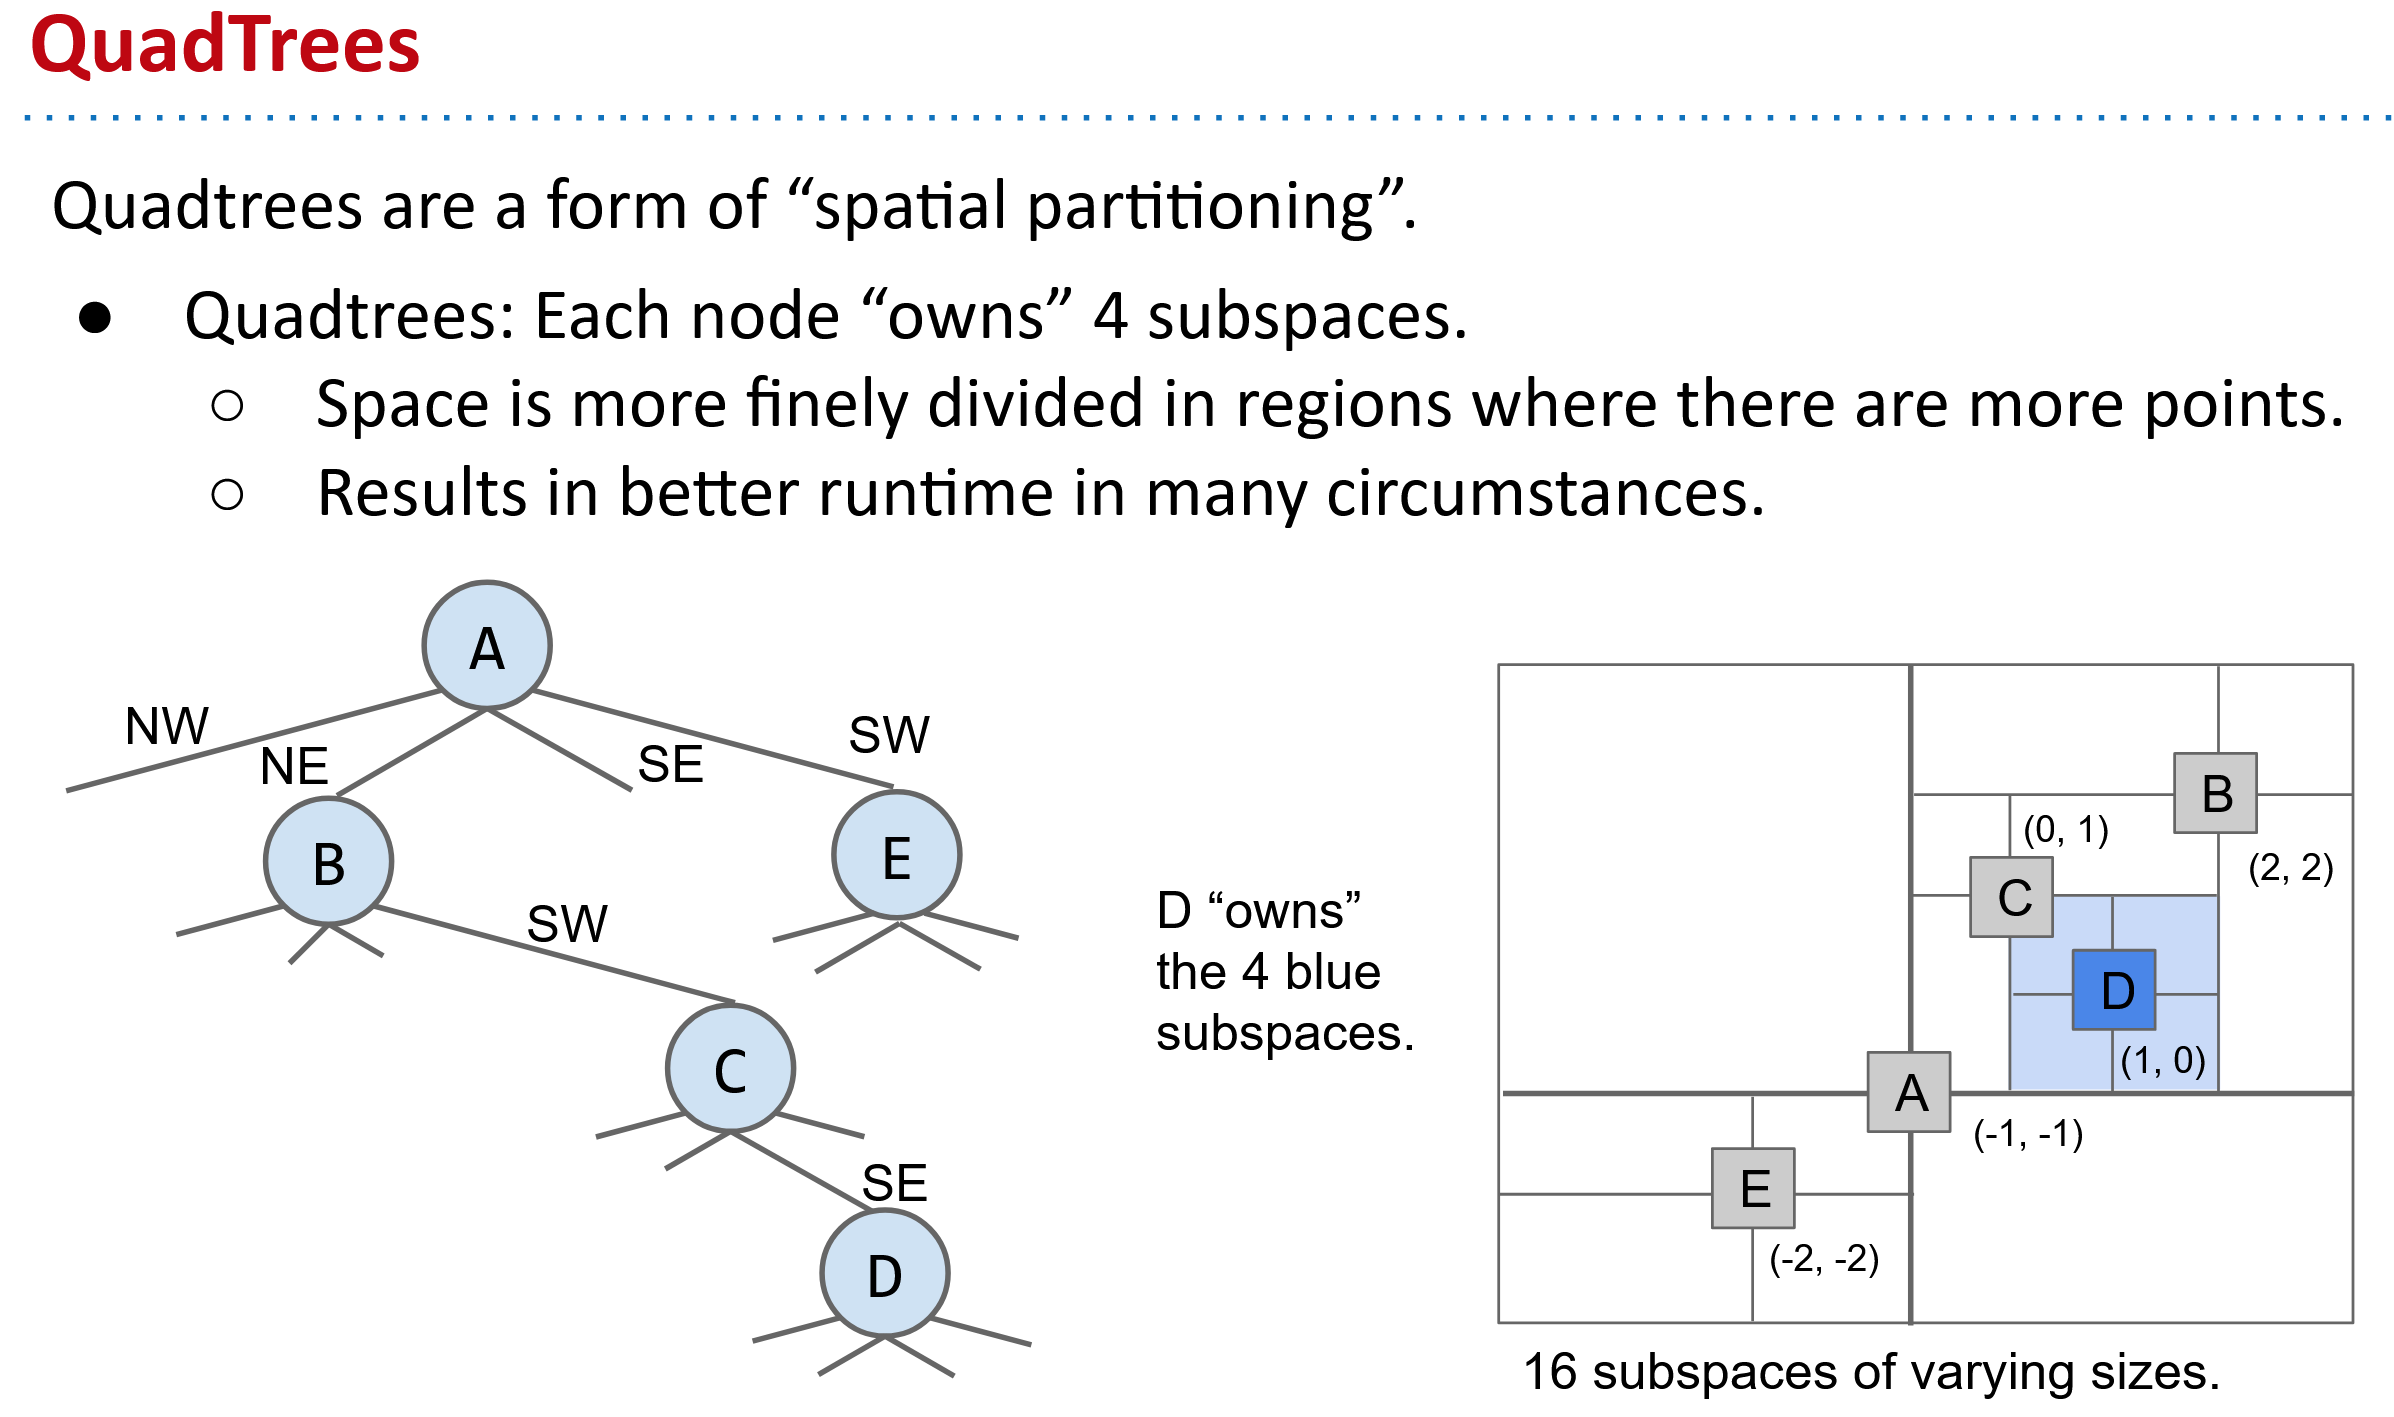 QuadTrees
Quadtrees are a form of “spatial partitioning”.
● Quadtrees: Each node “owns” 4 subspaces.
○ Space is more finely divided in regions where there are more points.
○ Results in better runtime in many circumstances.
A
NW
NE
SE
SW
B
E
SW
C
SE
D
D “owns”
the 4 blue
subspaces.
B
(0, 1)
(2, 2)
C
D
(1, 0)
A
(-1, -1)
E
(-2, -2)
16 subspaces of varying sizes.